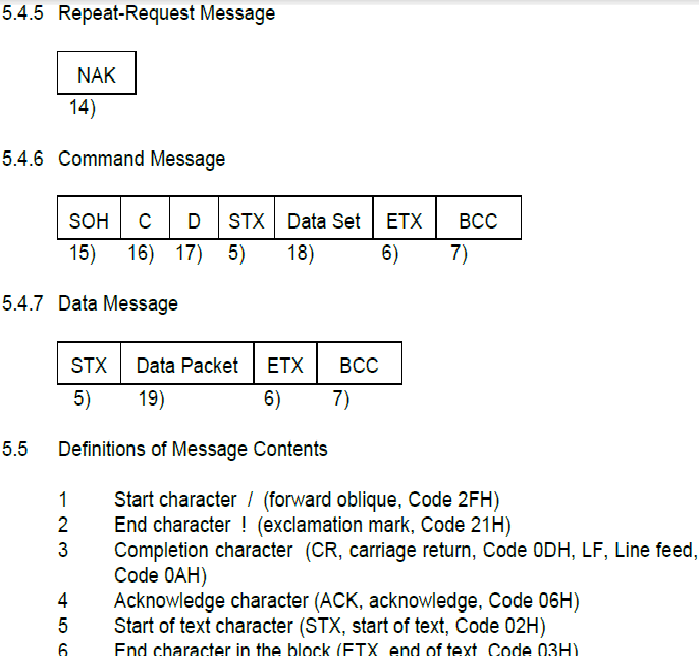 5.4.5 Repeat-Request Message
NAK
14)
5.4.6 Command Message
SOH C D STX Data Set ETX BCC
15) 16) 17) 5) 18) 6) 7)
5.4.7 Data Message
STX Data Packet ETX BCC
5) 19) 6) 7)
5.5 Definitions of Message Contents
1 Start character / (forward oblique, Code 2FH)
2 End character ! (exclamation mark, Code 21H)
3 Completion character (CR, carriage return, Code 0DH, LF, Line feed,
Code 0AH)
4 Acknowledge character (ACK, acknowledge, Code 06H)
5 Start of text character (STX, start of text, Code 02H)
6 End character in the block (ETX, end of text, Code 03H)